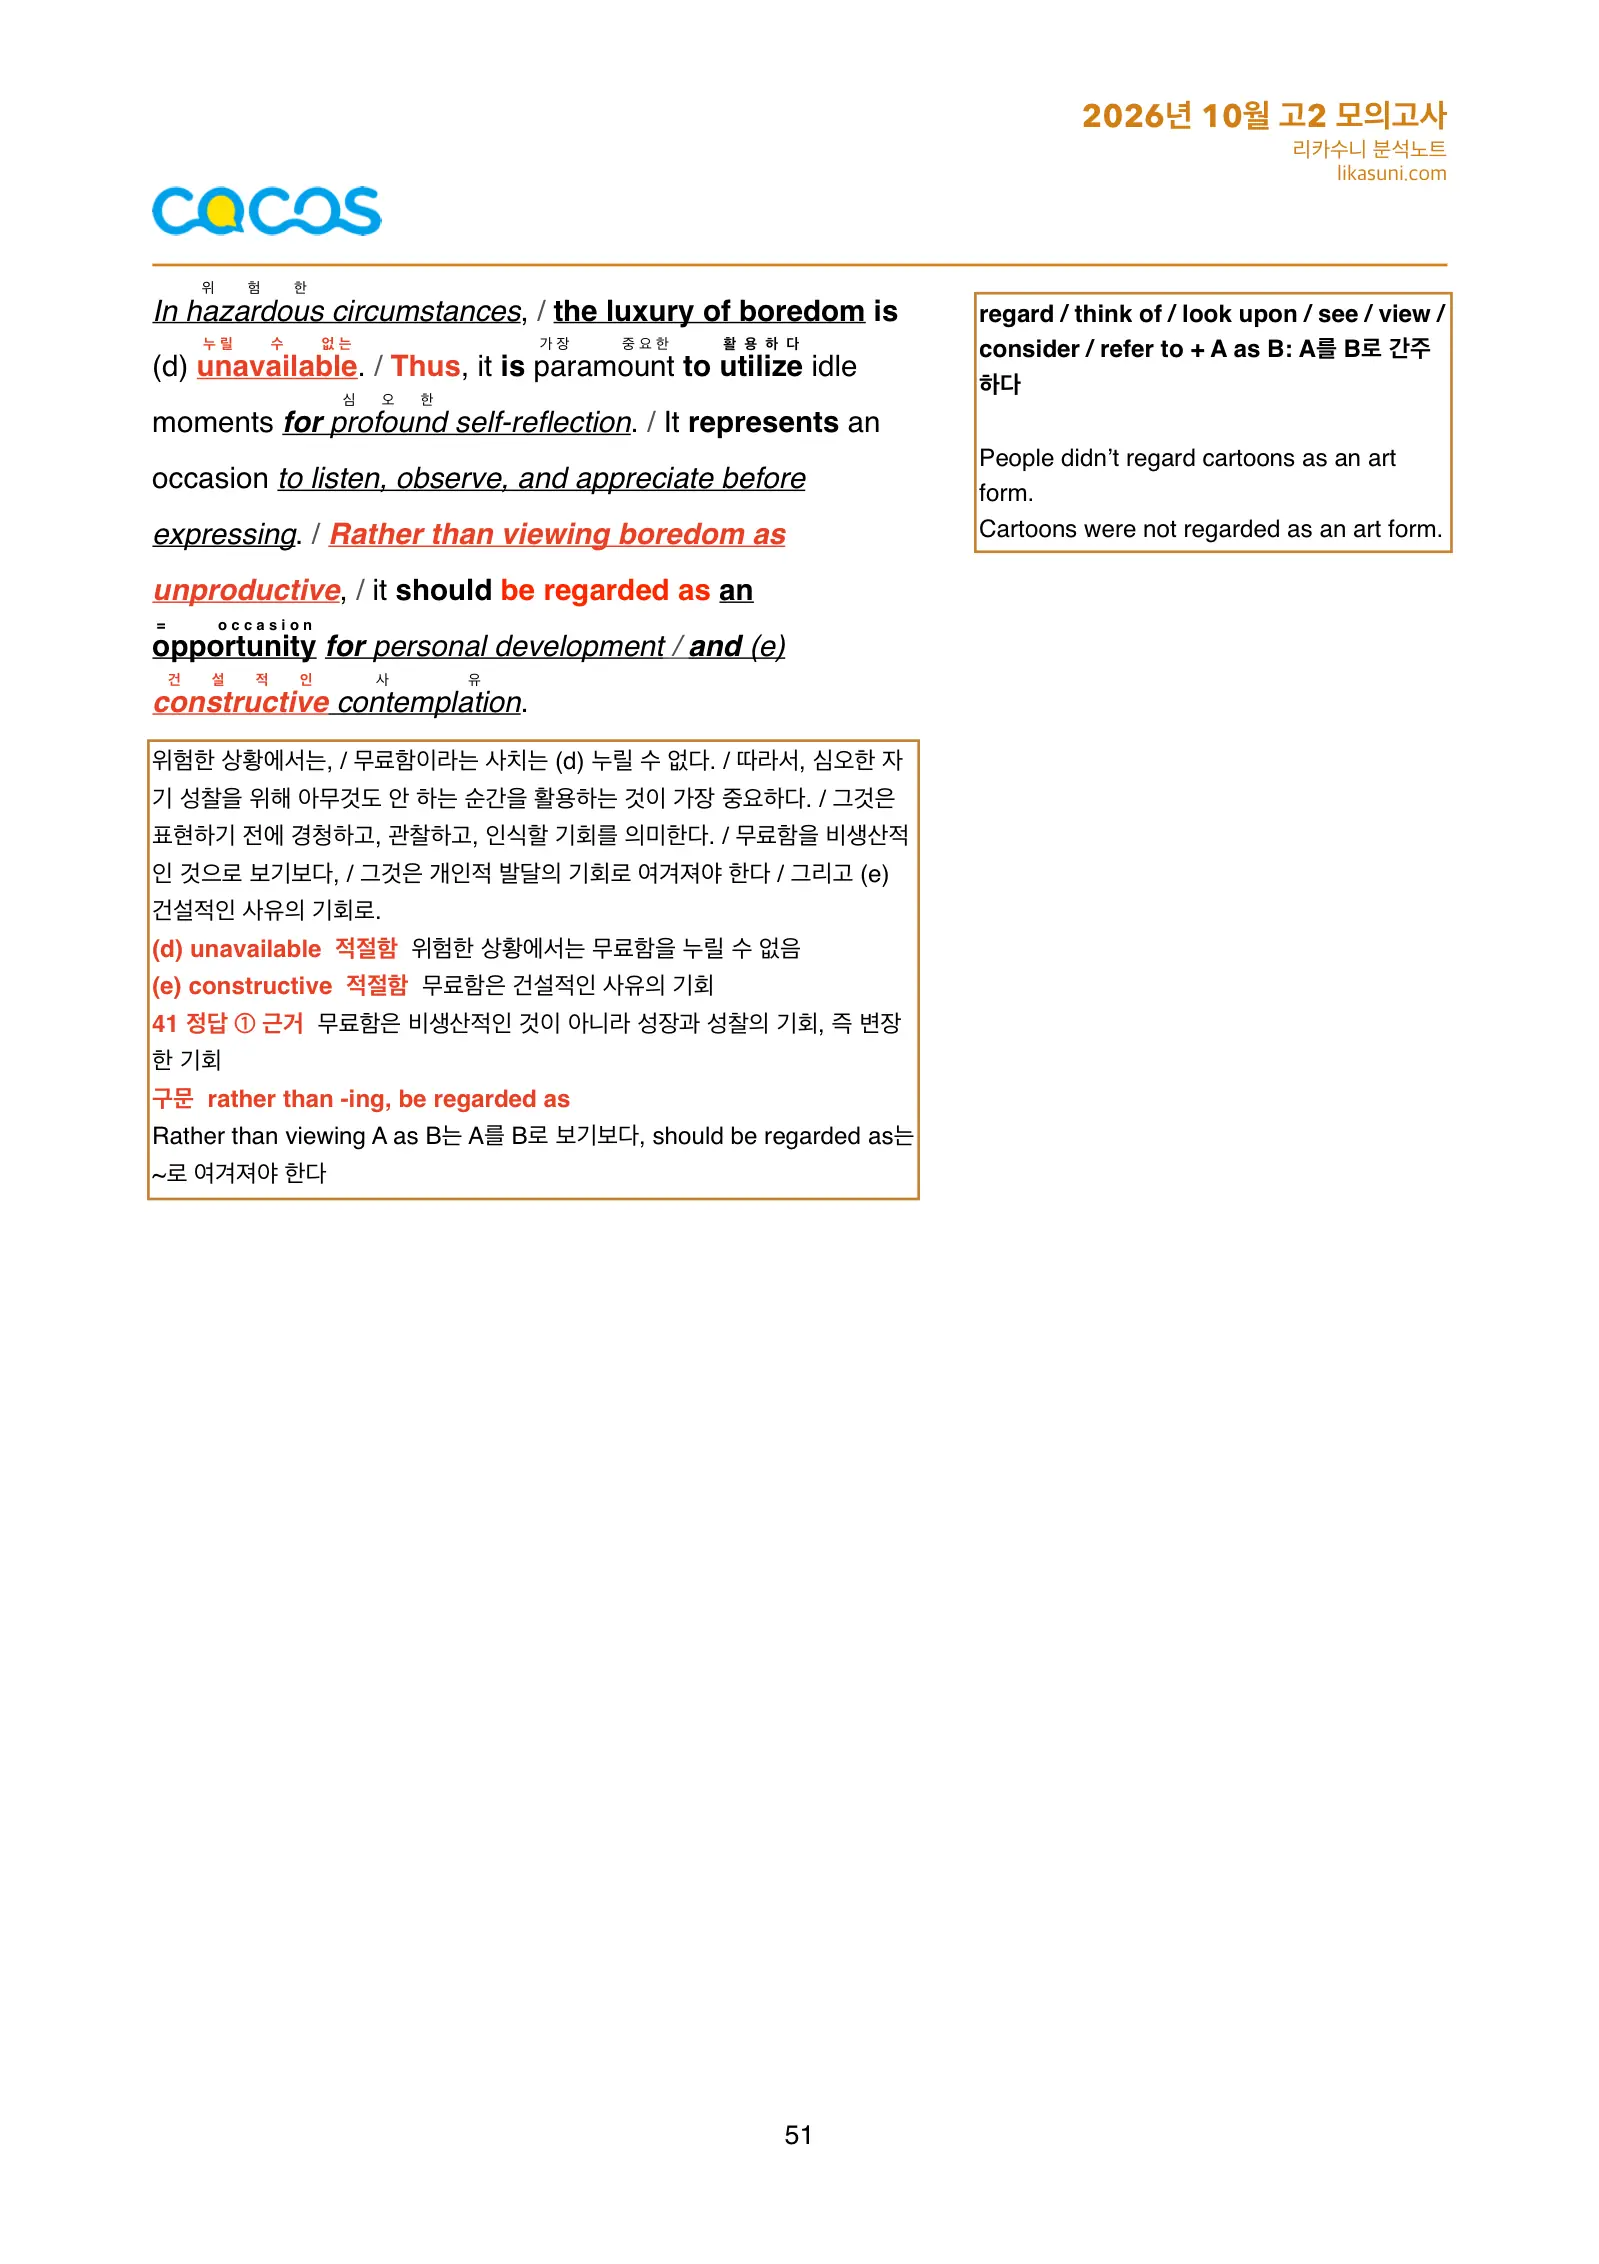 2026년 10월 고2 모의고사
리카수니 분석노트
likasuni.com
cacos
위 험 한
In hazardous circumstances, / the luxury of boredom is
누릴 수 없는 가장 중요한 활용하다
(d) unavailable. / Thus, it is paramount to utilize idle
심 오 한
moments for profound self-reflection. / It represents an
occasion to listen, observe, and appreciate before
expressing. / Rather than viewing boredom as
unproductive, / it should be regarded as an
= occasion
opportunity for personal development / and (e)
건 설 적 인 사 유
constructive contemplation.
위험한 상황에서는, / 무료함이라는 사치는 (d) 누릴 수 없다. / 따라서, 심오한 자
기 성찰을 위해 아무것도 안 하는 순간을 활용하는 것이 가장 중요하다. / 그것은
표현하기 전에 경청하고, 관찰하고, 인식할 기회를 의미한다. / 무료함을 비생산적
인 것으로 보기보다, / 그것은 개인적 발달의 기회로 여겨져야 한다 / 그리고 (e)
건설적인 사유의 기회로.
(d) unavailable 적절함 위험한 상황에서는 무료함을 누릴 수 없음
(e) constructive 적절함 무료함은 건설적인 사유의 기회
41 정답 ① 근거 무료함은 비생산적인 것이 아니라 성장과 성찰의 기회, 즉 변장
한 기회
구문 rather than -ing, be regarded as
Rather than viewing A as B는 A를 B로 보기보다, should be regarded as는
~로 여겨져야 한다
regard / think of / look upon / see / view /
consider / refer to + A as B: A를 B로 간주
하다
People didn’t regard cartoons as an art
form.
Cartoons were not regarded as an art form.
51